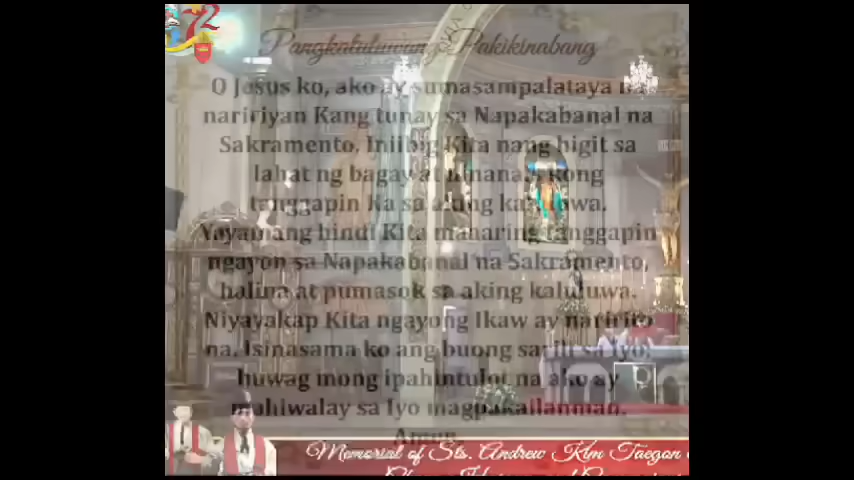 72
Pangkaluluwang Pakikinabang
O Jesus ko, ako ay sumasampalataya na
naririyan Kang tunay sa Napakabanal na
Sakramento. Iniibig Kita nang higit sa
lahat ng bagay at ninanais kong
tanggapin Ka sa aking kaluluwa.
Yayamang hindi Kita maaring tanggapin
ngayon sa Napakabanal na Sakramento,
halina at pumasok sa aking kaluluwa.
Niyayakap Kita ngayong Ikaw ay naririto
na. Isinasama ko ang buong sarili sa Iyo;
huwag mong ipahintulot na ako ay
mahiwalay sa Iyo magpakailanman.
Amen.
Memorial of Sts. Andrew Kim Taegon